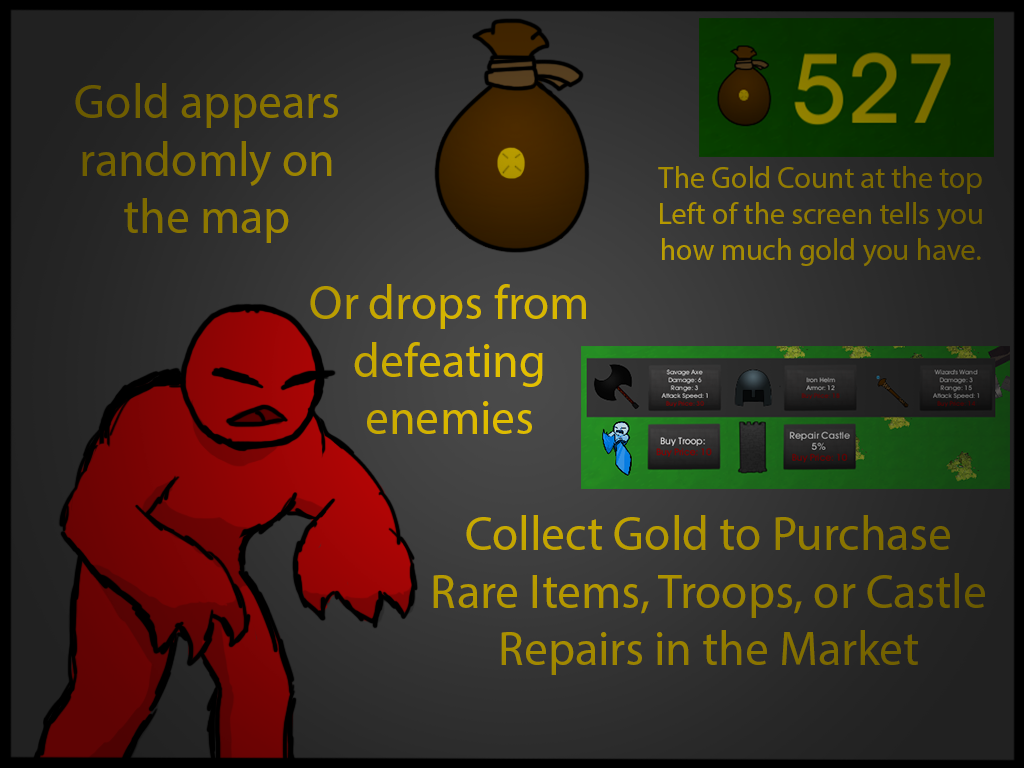 Gold appears
randomly on
the map
527
The Gold Count at the top
Left of the screen tells you
how much gold you have.
Or drops from
defeating
enemies
Savage Axe
Damage: 6
Range: 3
Attack Speed: 1
Iron Helm
Armor: 12
Wizard's Wand
Damage: 3
Range: 15
Attack Speed: 1
Buy Troop:
Repair Castle
5%
Collect Gold to Purchase
Rare Items, Troops, or Castle
Repairs in the Market